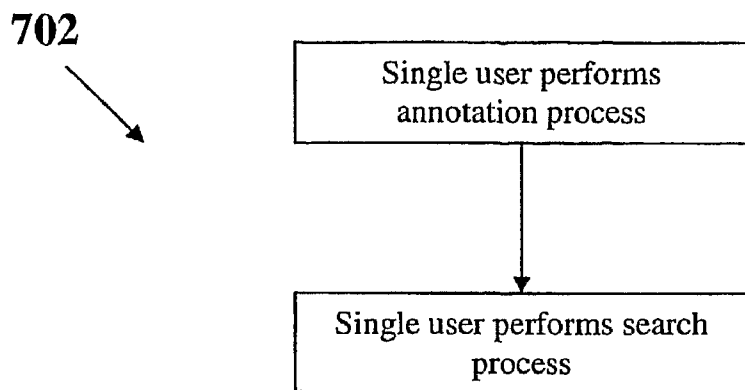 702
Single user performs
annotation process
Single user performs search
process